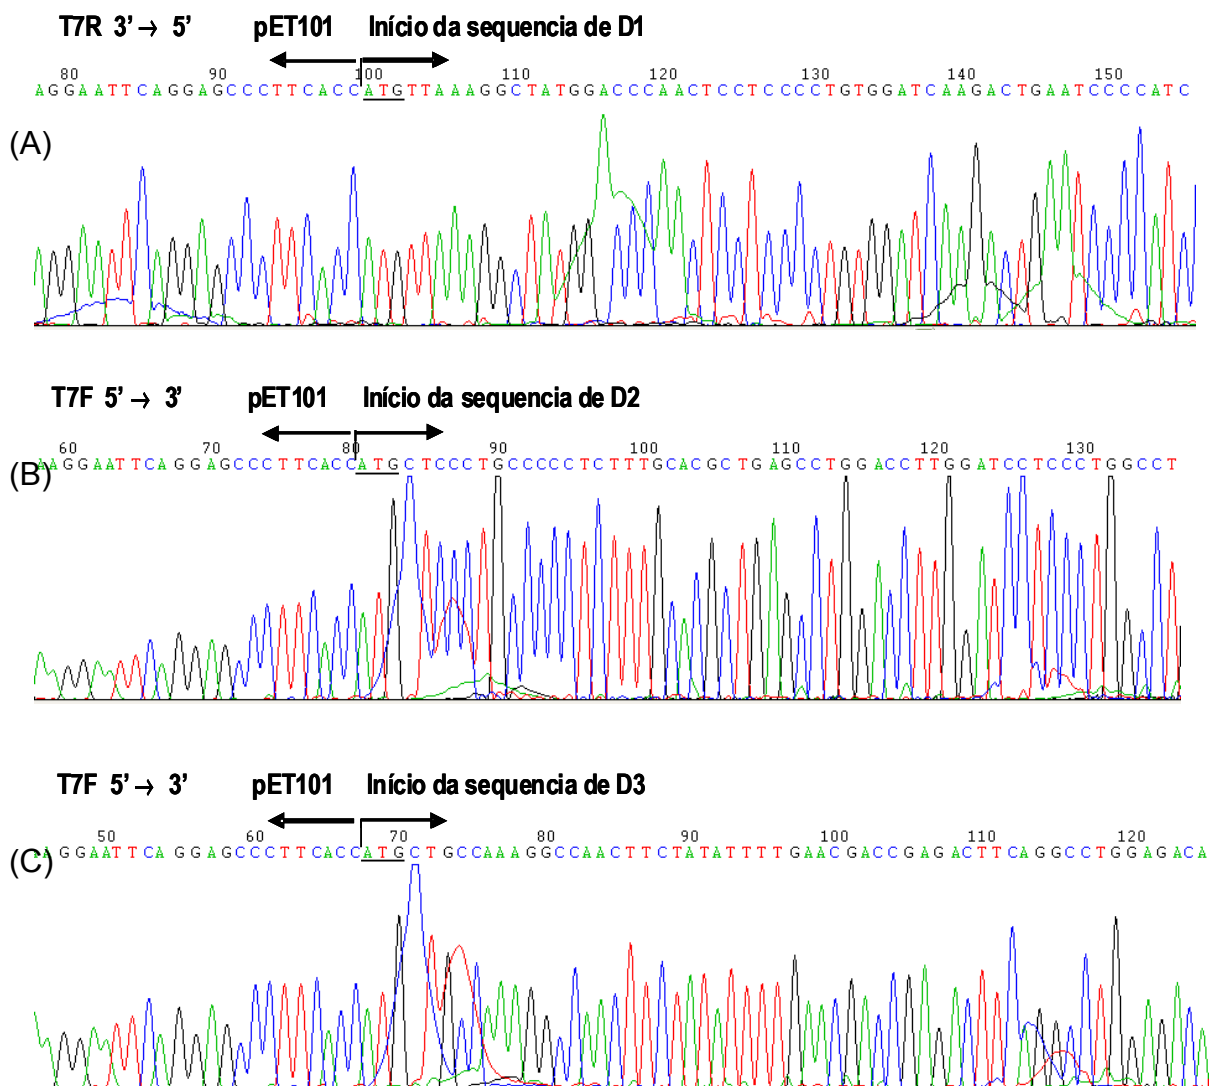 T7R 3' → 5' pET101 Início da sequencia de D1
80 90 100 110 120 130 140 150
AGGAATTCAGGAGCCCTTCACCATGTTAAAGGCTATGGACCCAACTCCTCCCCTGTGGATCAAGACTGAATCCCCATC
(A)
T7F 5' → 3' pET101 Início da sequencia de D2
60 70 80 90 100 110 120 130
AAGGAATTCAGGAGCCCTTCACCATGCTCCCTGCCCCCTCTTTGCACGCTGAGCCTGGACCTTGGATCCTCCCTGGCCT
(B)
T7F 5' → 3' pET101 Início da sequencia de D3
50 60 70 80 90 100 110 120
AGGAATTCAGGAGCCCTTCACCATGCTGCCAAAGGCCAACTTCTATATTTTGAACGACCGAGACTTCAGGCCTGGAGACA
(C)